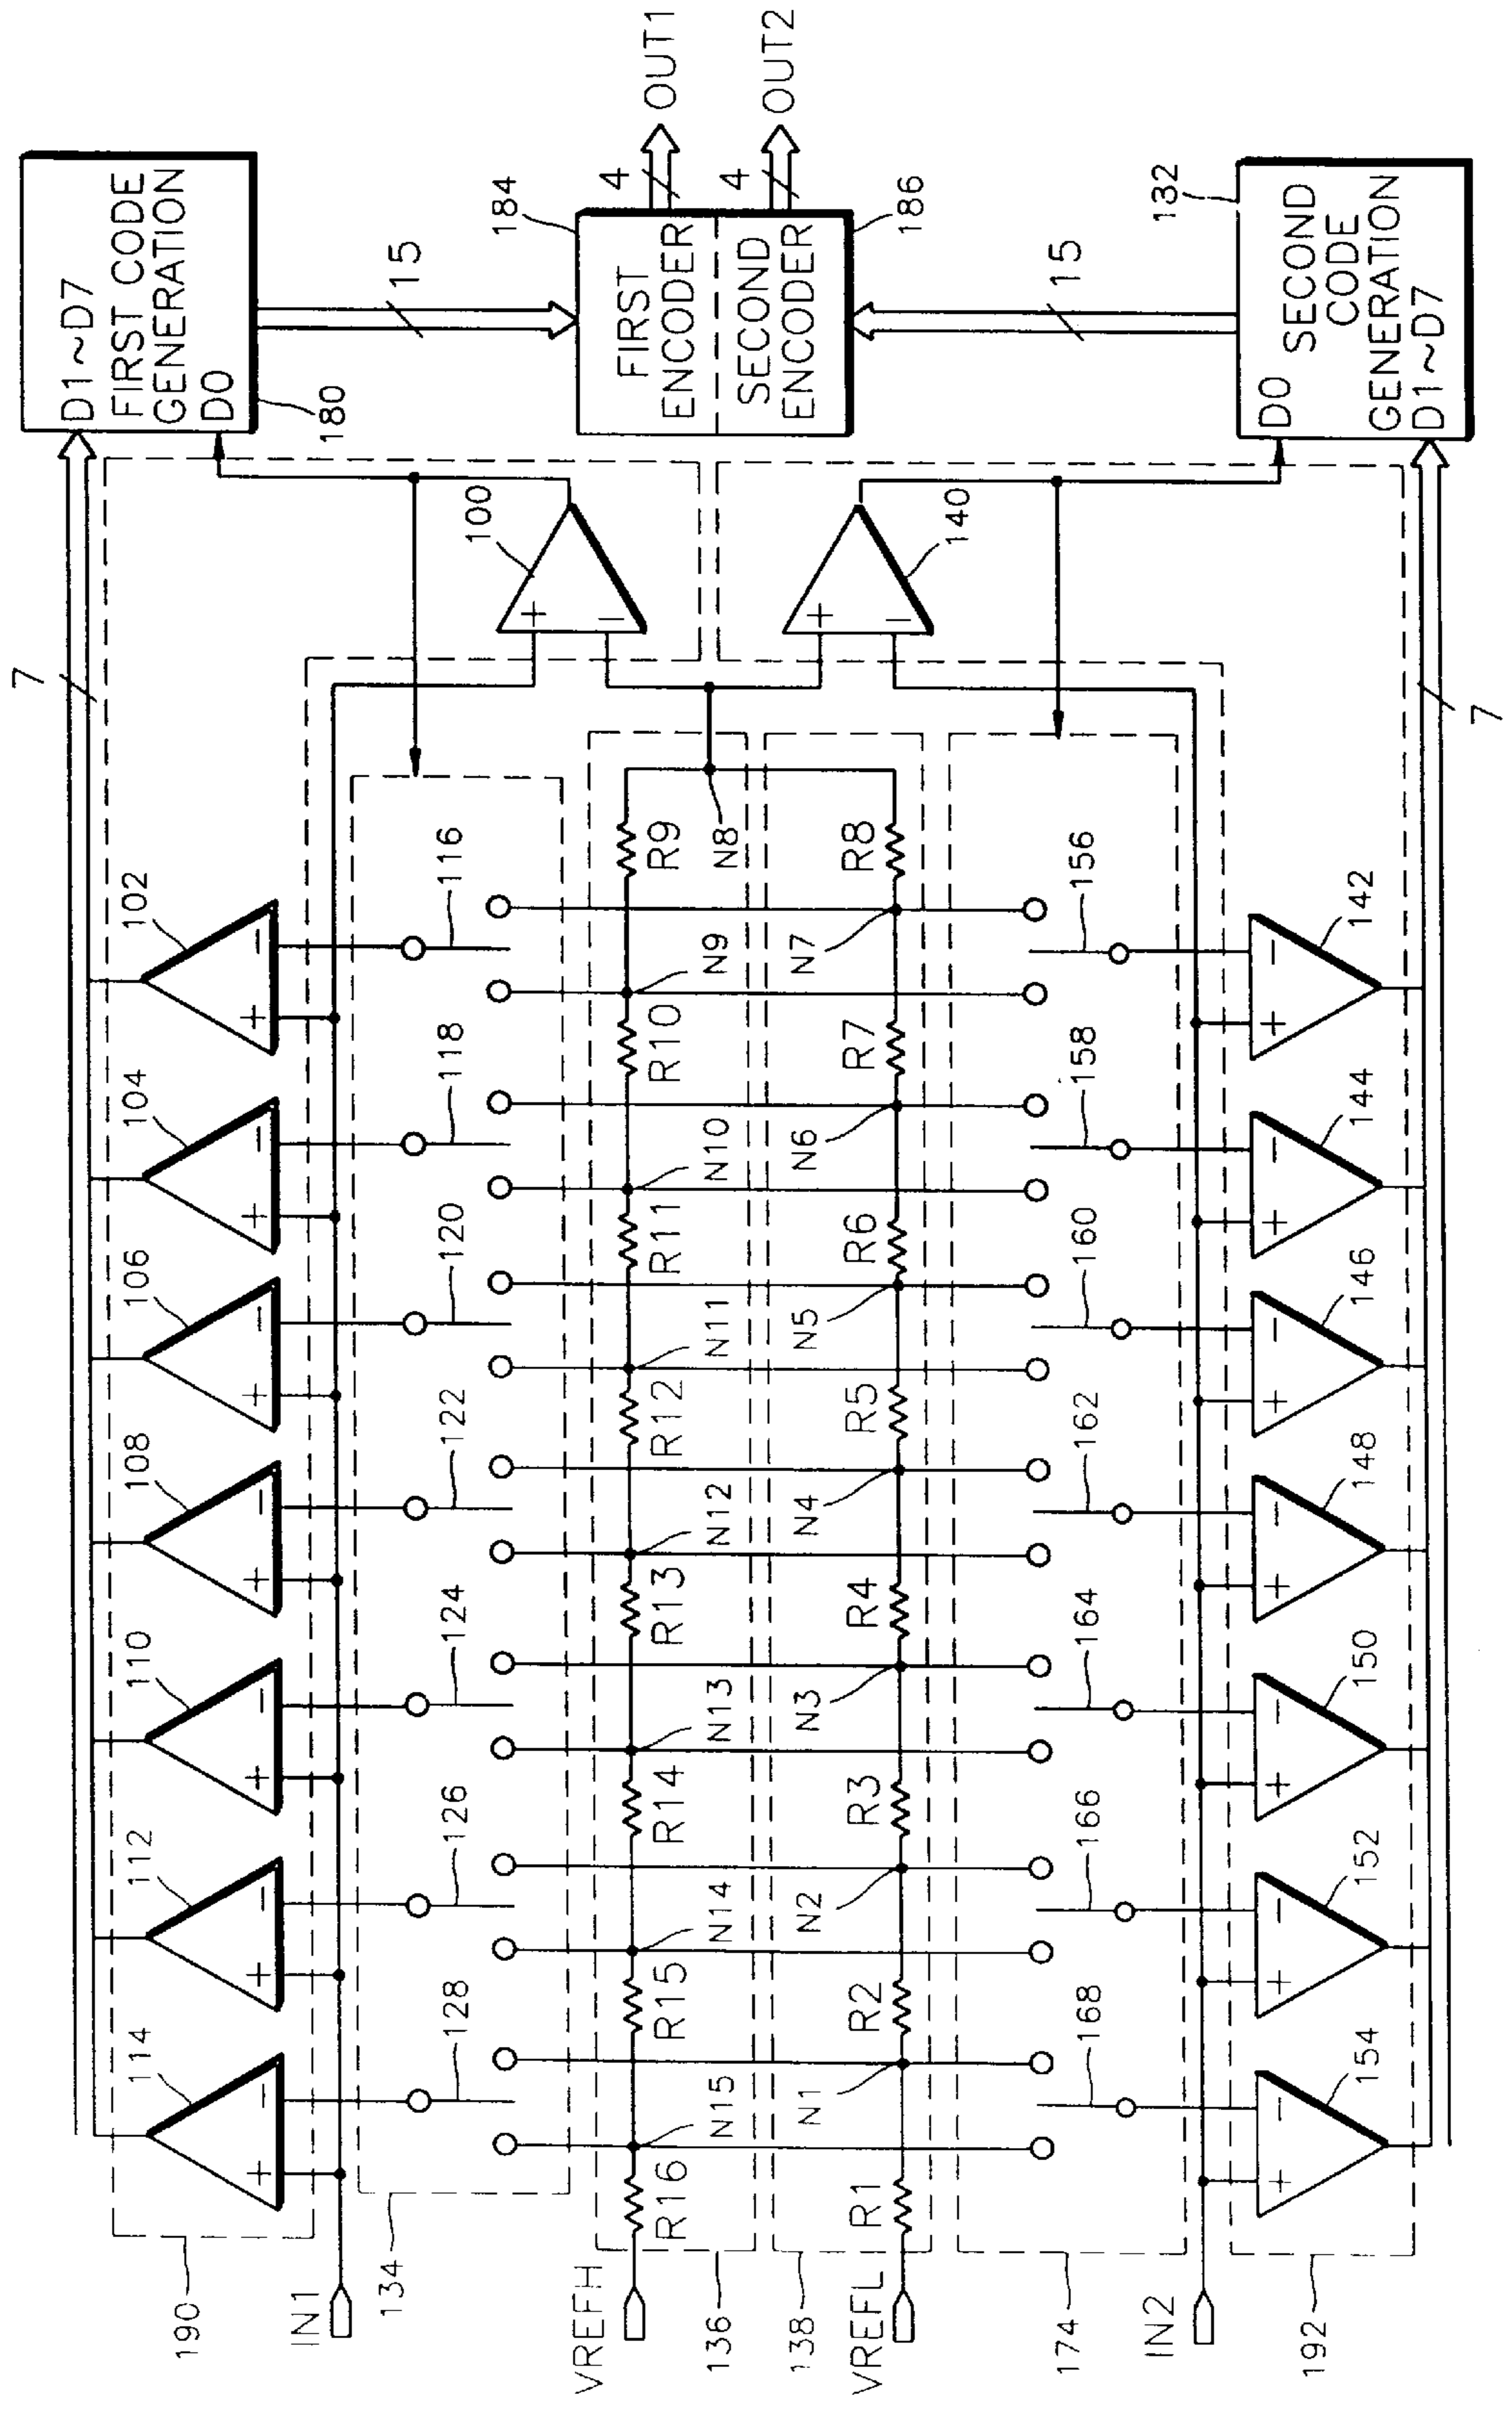 7
D1~D7
FIRST CODE
GENERATION
D0
180
15
184
FIRST
ENCODER
SECOND
ENCODER
186
4
OUT1
4
OUT2
15
132
D0
SECOND
CODE
GENERATION
D1~D7
7
100
+
−
140
+
−
114
112
110
108
106
104
102
+ −
+ −
+ −
+ −
+ −
+ −
+ −
190
IN1
134
128
126
124
122
120
118
116
VREFH
R16
R15
R14
R13
R12
R11
R10
R9
N15
N14
N13
N12
N11
N10
N9
N8
136
138
N1
N2
N3
N4
N5
N6
N7
VREFL
R1
R2
R3
R4
R5
R6
R7
R8
174
168
166
164
162
160
158
156
IN2
+ −
+ −
+ −
+ −
+ −
+ −
+ −
192
154
152
150
148
146
144
142